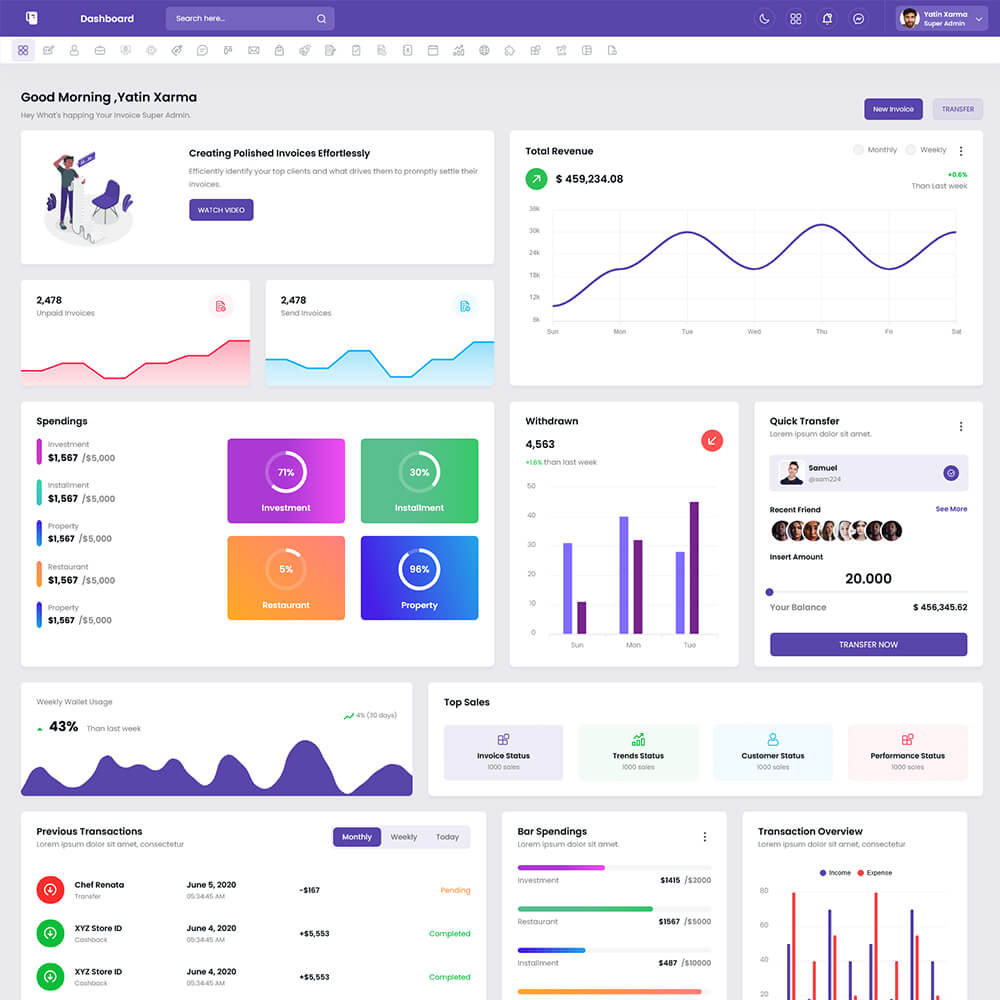 Dashboard
Search here...
Yatin Xarma
Super Admin
Good Morning ,Yatin Xarma
Hey What's happing Your Invoice Super Admin.
New Invoice
TRANSFER
Creating Polished Invoices Effortlessly
Efficiently identify your top clients and what drives them to promptly settle their
invoices.
WATCH VIDEO
Total Revenue
Monthly
Weekly
$ 459,234.08
+0.6%
Than Last week
38k
30k
24k
18k
12k
6k
Sun
Mon
Tue
Wed
Thu
Fri
Sat
2,478
Unpaid Invoices
2,478
Send Invoices
Spendings
Investment
$1,567 /$5,000
Installment
$1,567 /$5,000
Property
$1,567 /$5,000
Restaurant
$1,567 /$5,000
Property
$1,567 /$5,000
71%
Investment
30%
Installment
5%
Restaurant
96%
Property
Withdrawn
4,563
+1.6% than last week
50
40
30
20
10
0
Sun
Mon
Tue
Quick Transfer
Lorem ipsum dolor sit amet.
Samuel
@sam224
Recent Friend
See More
Insert Amount
20.000
Your Balance
$ 456,345.62
TRANSFER NOW
Weekly Wallet Usage
43% Than last week
4% (30 days)
Top Sales
Invoice Status
1000 sales
Trends Status
1000 sales
Customer Status
1000 sales
Performance Status
1000 sales
Previous Transactions
Lorem ipsum dolor sit amet, consectetur
Monthly
Weekly
Today
Chef Renata
Transfer
June 5, 2020
05:34:45 AM
-$167
Pending
XYZ Store ID
Cashback
June 4, 2020
05:34:45 AM
+$5,553
Completed
XYZ Store ID
Cashback
June 4, 2020
05:34:45 AM
+$5,553
Completed
Bar Spendings
Lorem ipsum dolor sit amet.
Investment
$1415 /$2000
Restaurant
$1567 /$5000
Installment
$487 /$10000
Transaction Overview
Lorem ipsum dolor sit amet, consectetur
Income
Expense
80
60
40
20